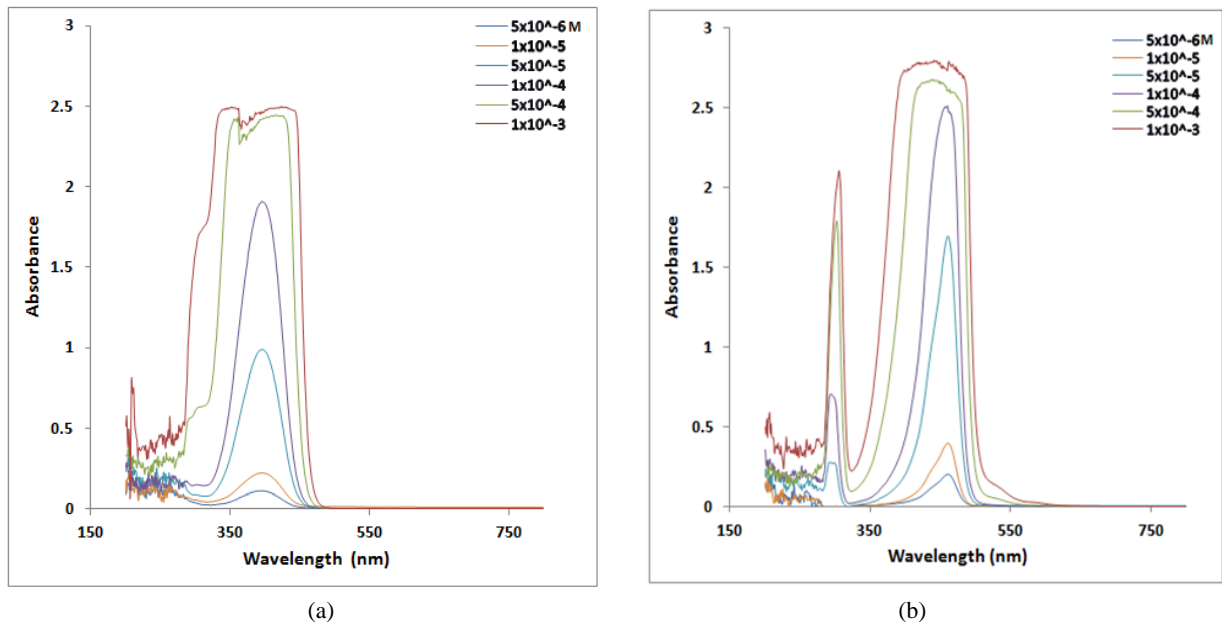 3
2.5
2
1.5
1
0.5
0
Absorbance
5x10^-6 M
1x10^-5
5x10^-5
1x10^-4
5x10^-4
1x10^-3
150 350 550 750
Wavelength (nm)
(a)
3
2.5
2
1.5
1
0.5
0
Absorbance
5x10^-6M
1x10^-5
5x10^-5
1x10^-4
5x10^-4
1x10^-3
150 350 550 750
Wavelength (nm)
(b)